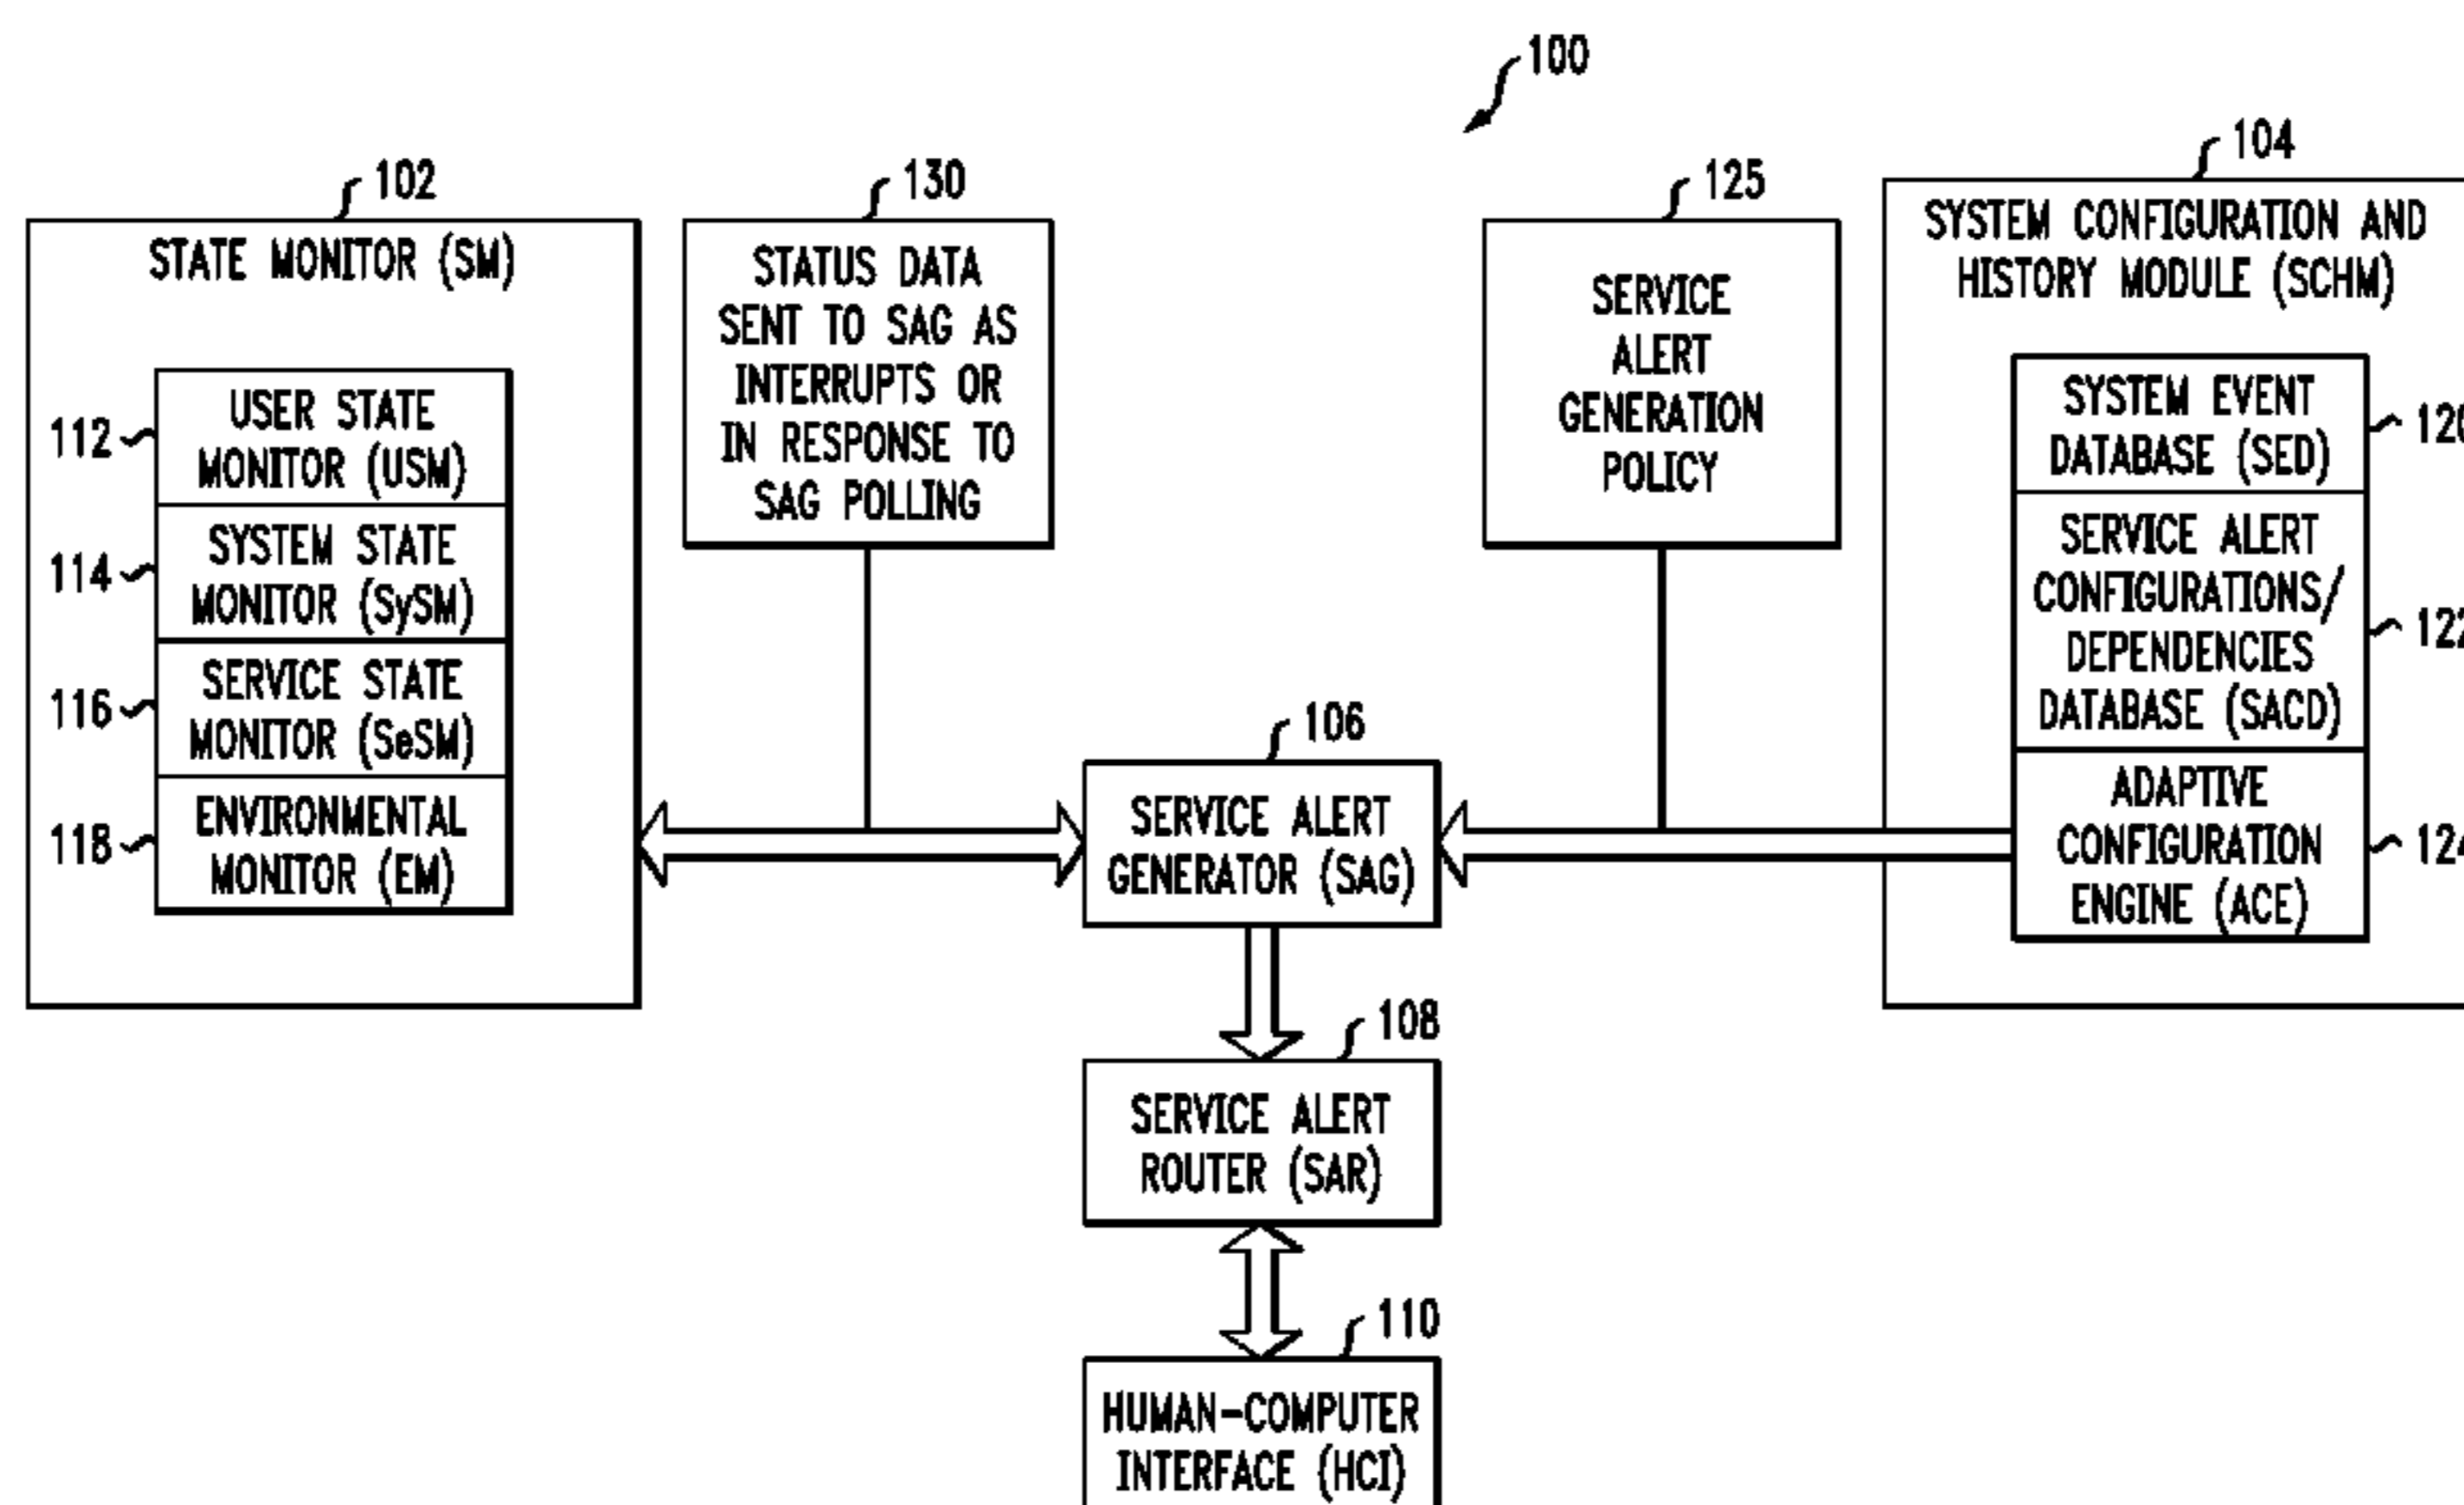 100
102
STATE MONITOR (SM)
112
USER STATE
MONITOR (USM)
114
SYSTEM STATE
MONITOR (SySM)
116
SERVICE STATE
MONITOR (SeSM)
118
ENVIRONMENTAL
MONITOR (EM)
130
STATUS DATA
SENT TO SAG AS
INTERRUPTS OR
IN RESPONSE TO
SAG POLLING
125
SERVICE
ALERT
GENERATION
POLICY
104
SYSTEM CONFIGURATION AND
HISTORY MODULE (SCHM)
SYSTEM EVENT
DATABASE (SED)
120
SERVICE ALERT
CONFIGURATIONS/
DEPENDENCIES
DATABASE (SACD)
122
ADAPTIVE
CONFIGURATION
ENGINE (ACE)
124
106
SERVICE ALERT
GENERATOR (SAG)
108
SERVICE ALERT
ROUTER (SAR)
110
HUMAN-COMPUTER
INTERFACE (HCI)